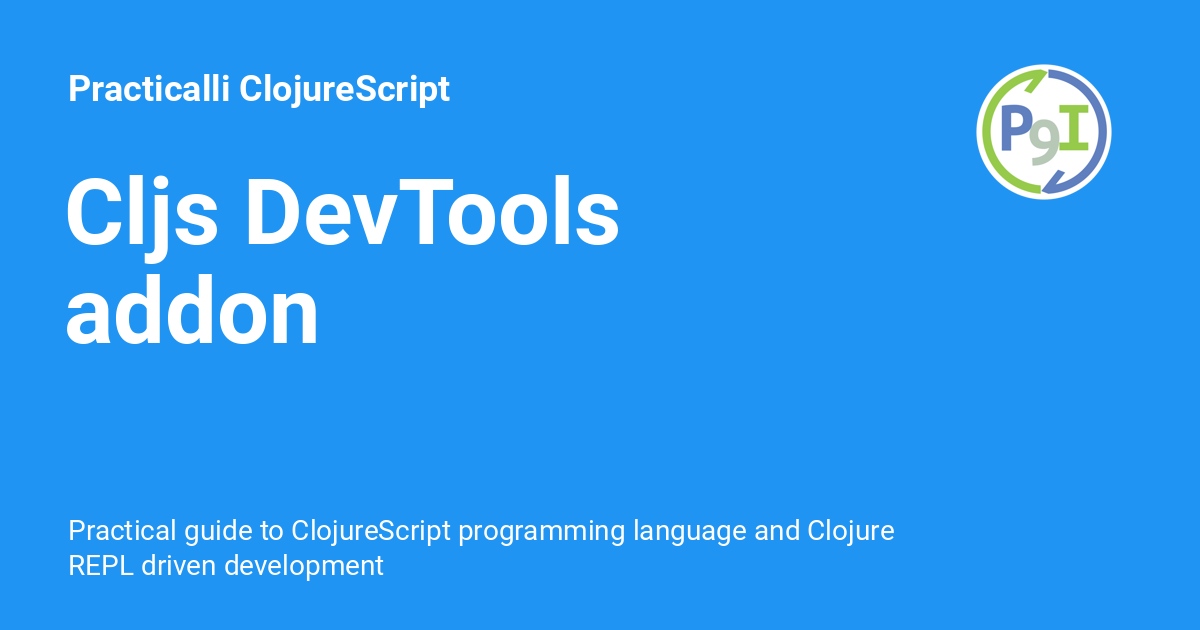 Practicalli ClojureScript
P9I
Cljs DevTools
addon
Practical guide to ClojureScript programming language and Clojure
REPL driven development